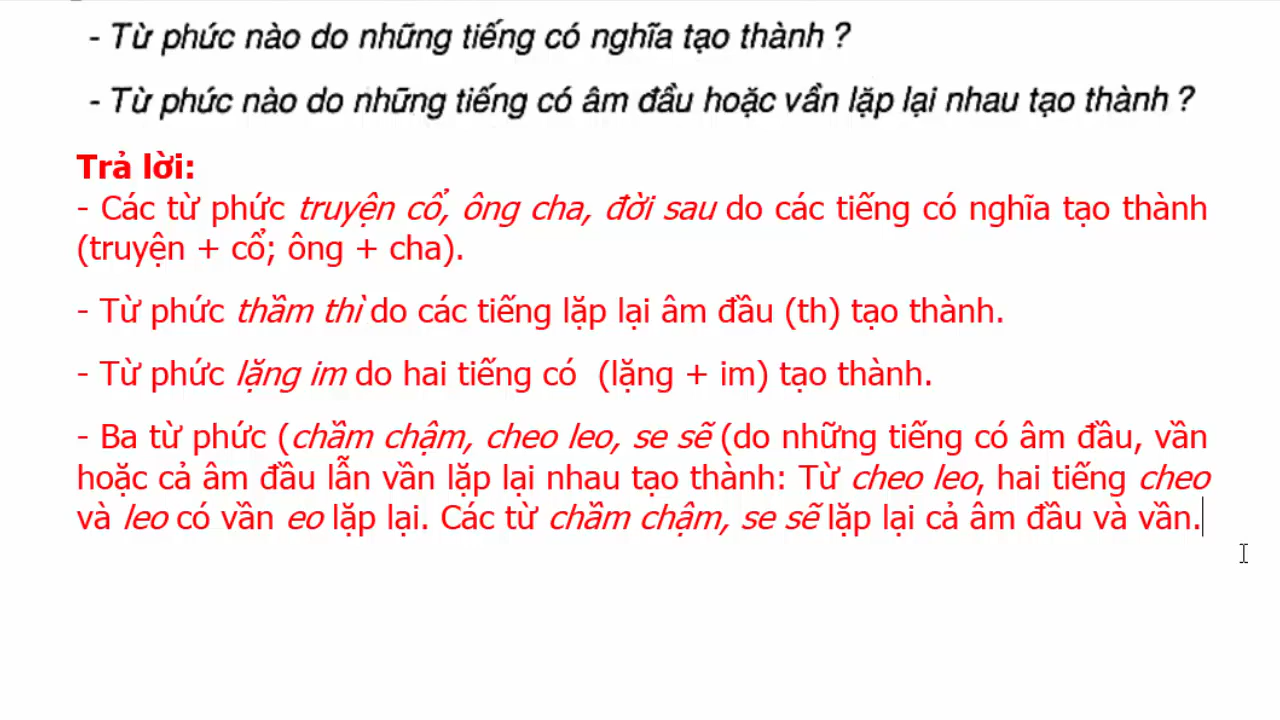 - Từ phức nào do những tiếng có nghĩa tạo thành ?
- Từ phức nào do những tiếng có âm đầu hoặc vần lặp lại nhau tạo thành ?
Trả lời:
- Các từ phức truyện cổ, ông cha, đời sau do các tiếng có nghĩa tạo thành
(truyện + cổ; ông + cha).
- Từ phức thầm thì do các tiếng lặp lại âm đầu (th) tạo thành.
- Từ phức lặng im do hai tiếng có  (lặng + im) tạo thành.
- Ba từ phức (chầm chậm, cheo leo, se sẽ (do những tiếng có âm đầu, vần
hoặc cả âm đầu lẫn vần lặp lại nhau tạo thành: Từ cheo leo, hai tiếng cheo
và leo có vần eo lặp lại. Các từ chầm chậm, se sẽ lặp lại cả âm đầu và vần.